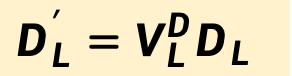 D′_L = V_L^D D_L